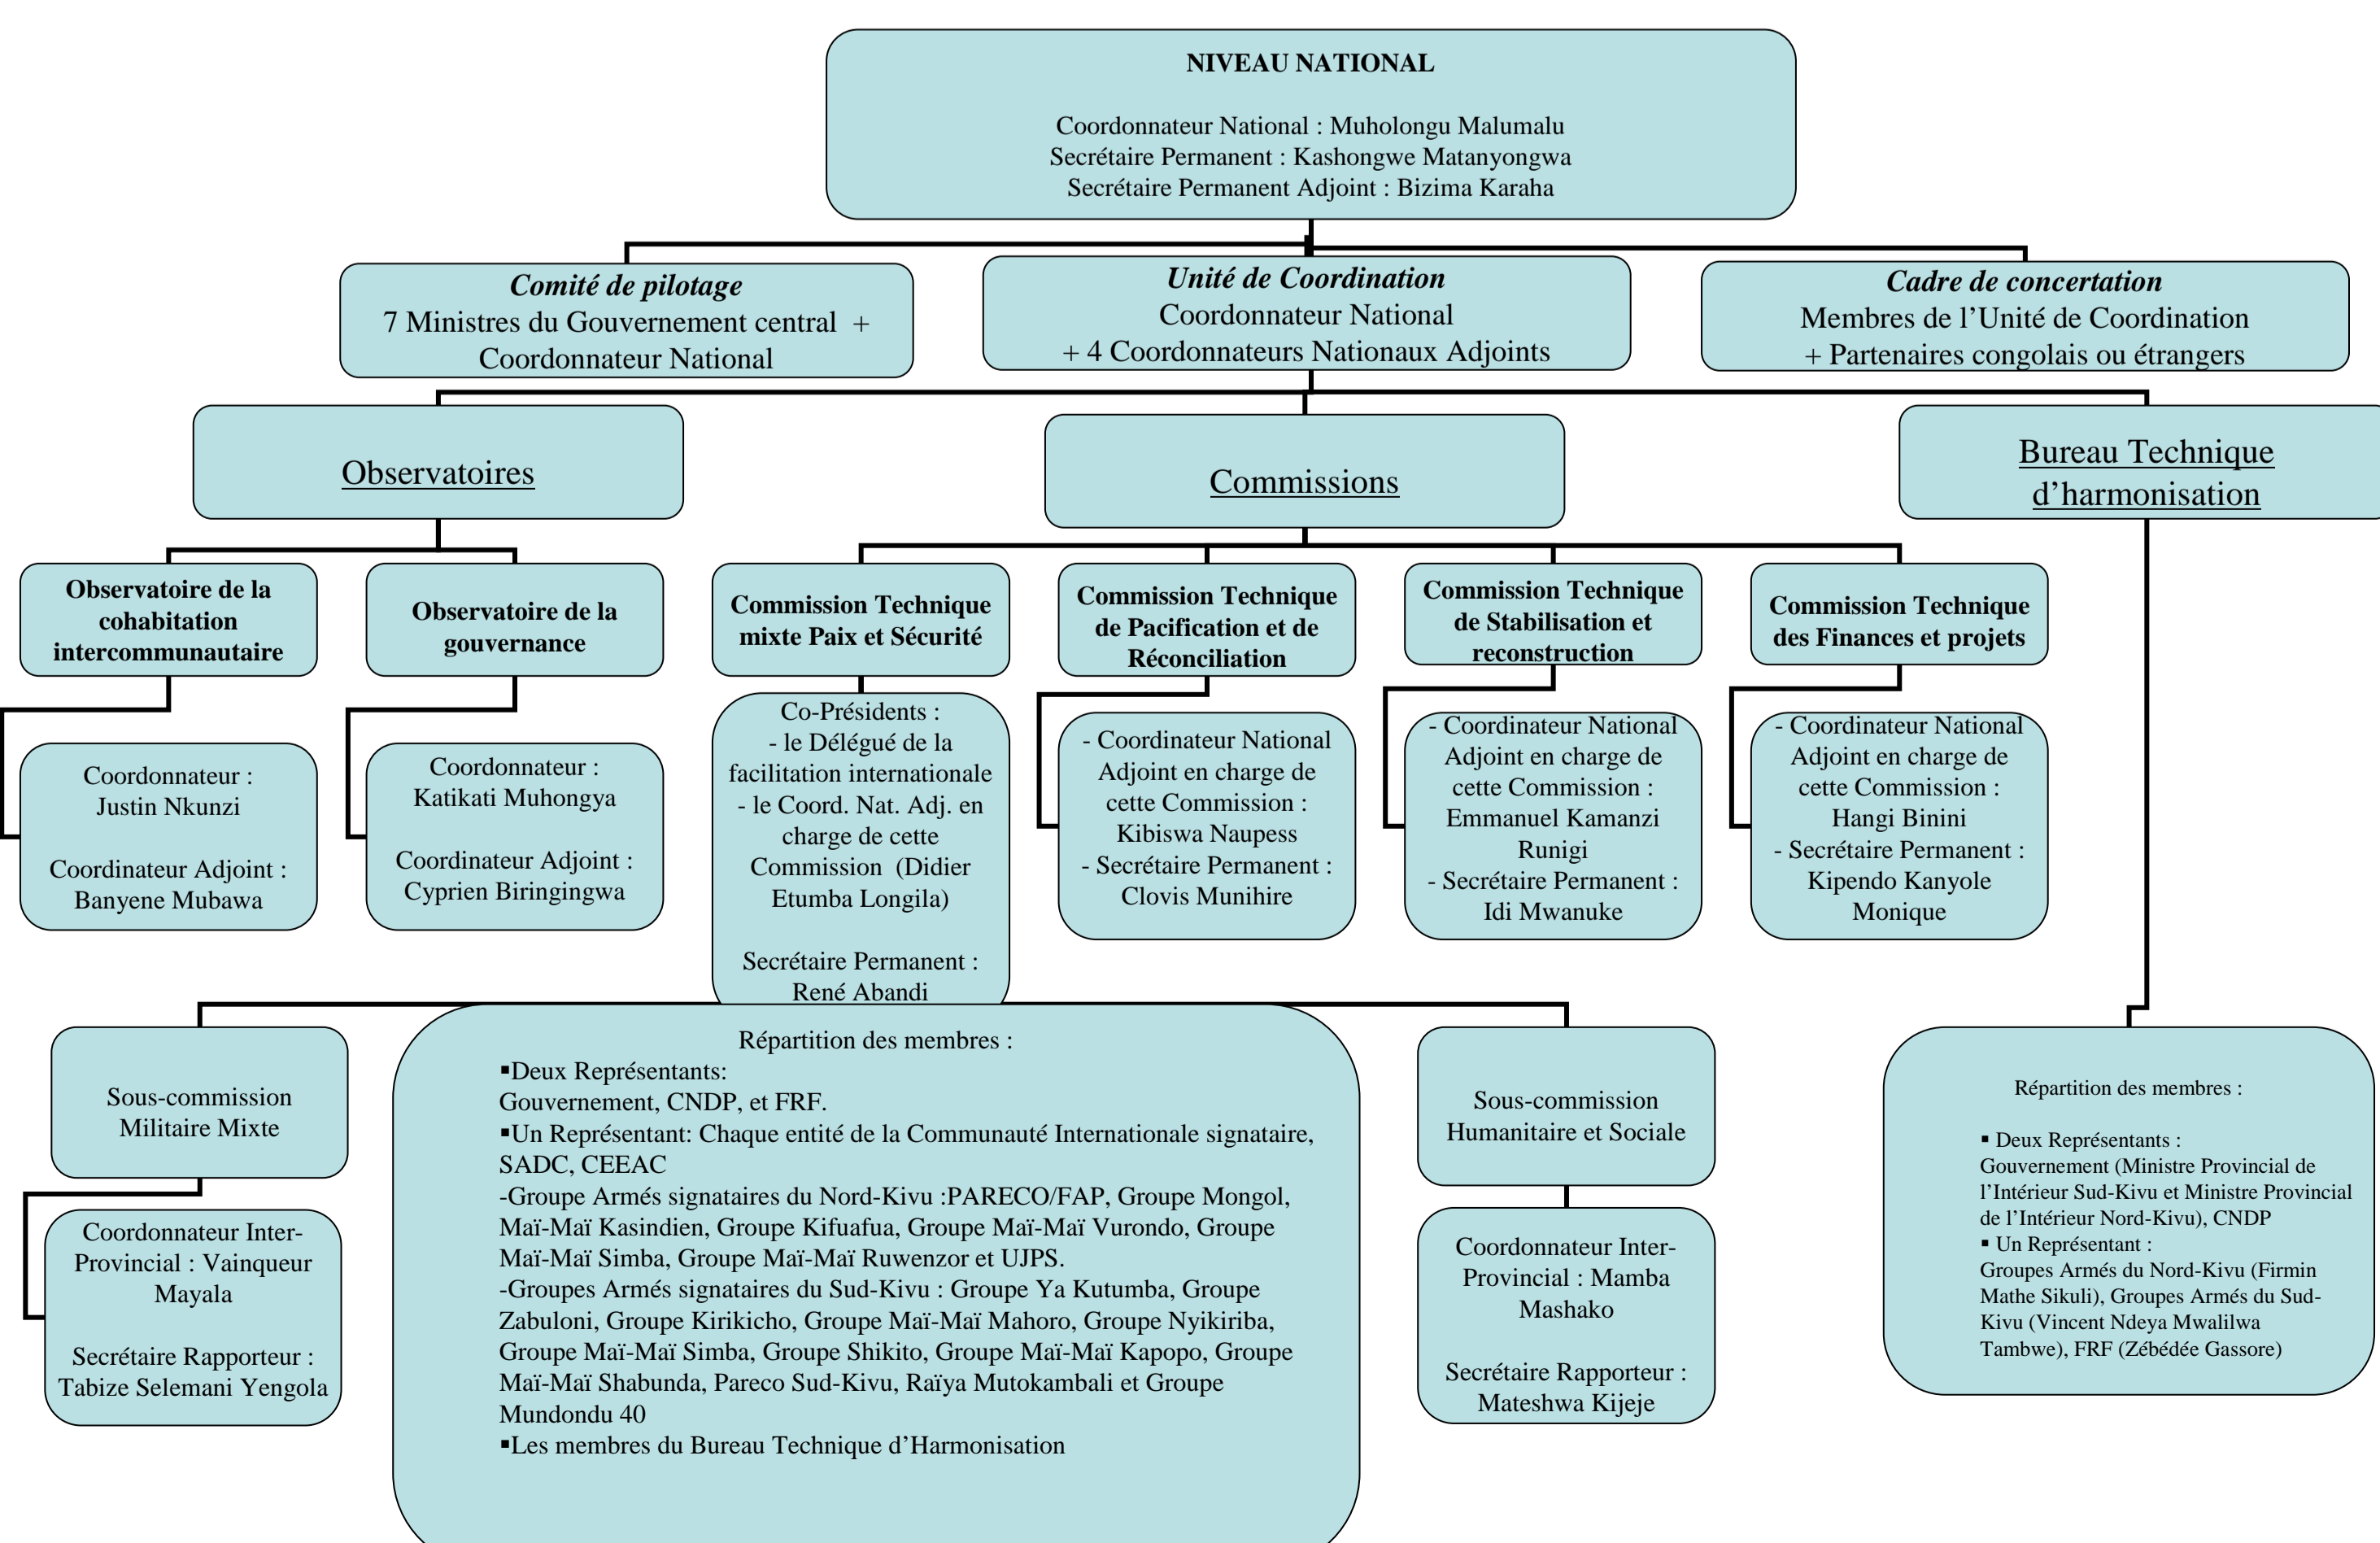 NIVEAU NATIONAL
Coordonnateur National : Muholongu Malumalu
Secrétaire Permanent : Kashongwe Matanyongwa
Secrétaire Permanent Adjoint : Bizima Karaha
Comité de pilotage
7 Ministres du Gouvernement central +
Coordonnateur National
Unité de Coordination
Coordonnateur National
+ 4 Coordonnateurs Nationaux Adjoints
Cadre de concertation
Membres de l’Unité de Coordination
+ Partenaires congolais ou étrangers
Observatoires
Commissions
Bureau Technique
d’harmonisation
Observatoire de la
cohabitation
intercommunautaire
Observatoire de la
gouvernance
Commission Technique
mixte Paix et Sécurité
Commission Technique
de Pacification et de
Réconciliation
Commission Technique
de Stabilisation et
reconstruction
Commission Technique
des Finances et projets
Coordonnateur :
Justin Nkunzi
Coordinateur Adjoint :
Banyene Mubawa
Coordonnateur :
Katikati Muhongya
Coordinateur Adjoint :
Cyprien Biringingwa
Co-Présidents :
- le Délégué de la
facilitation internationale
- le Coord. Nat. Adj. en
charge de cette
Commission (Didier
Etumba Longila)
Secrétaire Permanent :
René Abandi
- Coordinateur National
Adjoint en charge de
cette Commission :
Kibiswa Naupess
- Secrétaire Permanent :
Clovis Munihire
- Coordinateur National
Adjoint en charge de
cette Commission :
Emmanuel Kamanzi
Runigi
- Secrétaire Permanent :
Idi Mwanuke
- Coordinateur National
Adjoint en charge de
cette Commission :
Hangi Binini
- Secrétaire Permanent :
Kipendo Kanyole
Monique
Sous-commission
Militaire Mixte
Coordonnateur Inter-
Provincial : Vainqueur
Mayala
Secrétaire Rapporteur :
Tabize Selemani Yengola
Répartition des membres :
▪Deux Représentants:
Gouvernement, CNDP, et FRF.
▪Un Représentant: Chaque entité de la Communauté Internationale signataire,
SADC, CEEAC
-Groupe Armés signataires du Nord-Kivu :PARECO/FAP, Groupe Mongol,
Maï-Maï Kasindien, Groupe Kifuafua, Groupe Maï-Maï Vurondo, Groupe
Maï-Maï Simba, Groupe Maï-Maï Ruwenzor et UJPS.
-Groupes Armés signataires du Sud-Kivu : Groupe Ya Kutumba, Groupe
Zabuloni, Groupe Kirikicho, Groupe Maï-Maï Mahoro, Groupe Nyikiriba,
Groupe Maï-Maï Simba, Groupe Shikito, Groupe Maï-Maï Kapopo, Groupe
Maï-Maï Shabunda, Pareco Sud-Kivu, Raïya Mutokambali et Groupe
Mundondu 40
▪Les membres du Bureau Technique d’Harmonisation
Sous-commission
Humanitaire et Sociale
Coordonnateur Inter-
Provincial : Mamba
Mashako
Secrétaire Rapporteur :
Mateshwa Kijeje
Répartition des membres :
▪ Deux Représentants :
Gouvernement (Ministre Provincial de
l’Intérieur Sud-Kivu et Ministre Provincial
de l’Intérieur Nord-Kivu), CNDP
▪ Un Représentant :
Groupes Armés du Nord-Kivu (Firmin
Mathe Sikuli), Groupes Armés du Sud-
Kivu (Vincent Ndeya Mwalilwa
Tambwe), FRF (Zébédée Gassore)